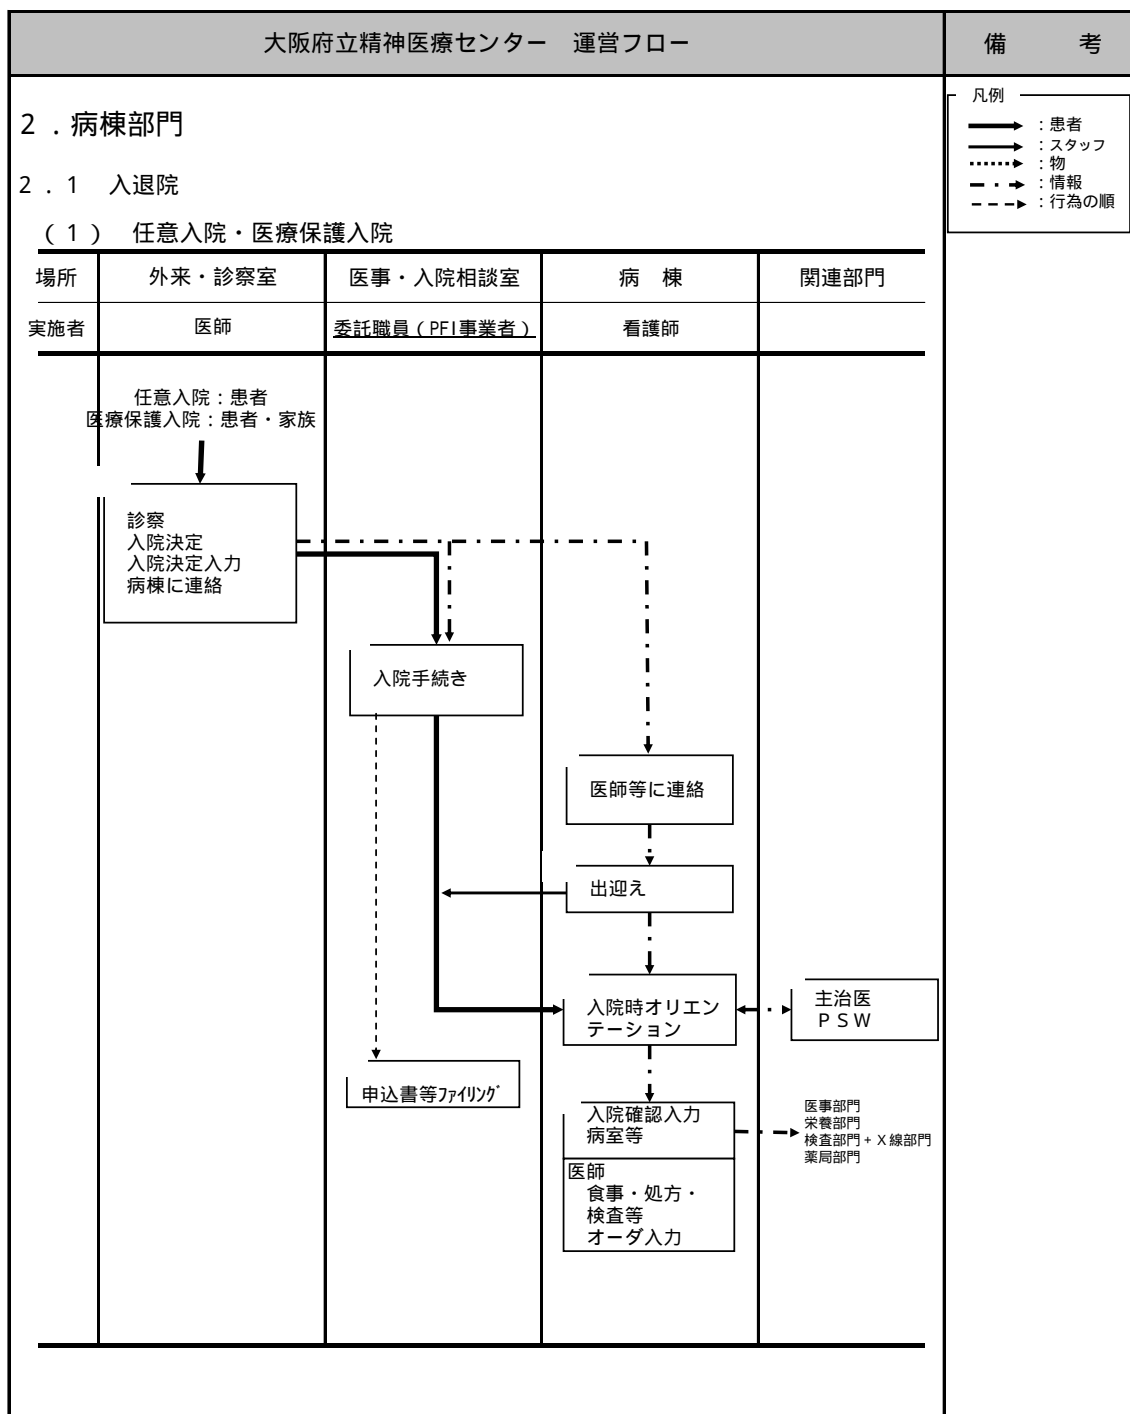 大阪府立精神医療センター　運営フロー
備　　考
凡例
：患者
：スタッフ
：物
：情報
：行為の順
２．病棟部門
２．１　入退院
（１）　任意入院・医療保護入院
場所　外来・診察室　医事・入院相談室　病　棟　関連部門
実施者　医師　委託職員（PFI事業者）　看護師
任意入院：患者
医療保護入院：患者・家族
診察
入院決定
入院決定入力
病棟に連絡
入院手続き
医師等に連絡
出迎え
入院時オリエン
テーション
主治医
ＰＳＷ
申込書等ﾌｧｲﾘﾝｸﾞ
入院確認入力
病室等
医事部門
栄養部門
検査部門+Ｘ線部門
薬局部門
医師
食事・処方・
検査等
オーダ入力